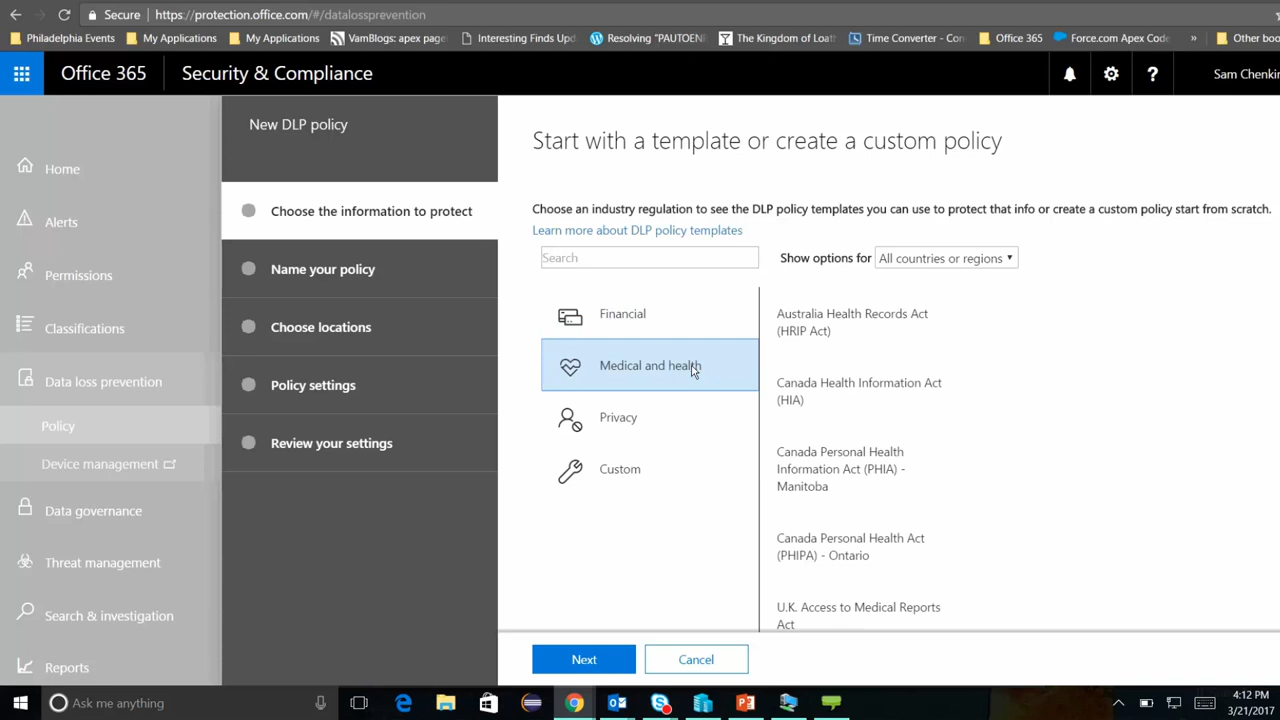 Secure
https://protection.office.com/#/datalossprevention
Philadelphia Events
My Applications
My Applications
VamBlogs: apex page
Interesting Finds Upd
Resolving "PAUTOEN
The Kingdom of Loat
Time Converter - Con
Office 365
Force.com Apex Code
»
Other boo
Office 365
Security & Compliance
?
Sam Chenkin
Home
Alerts
Permissions
Classifications
Data loss prevention
Policy
Device management
Data governance
Threat management
Search & investigation
Reports
New DLP policy
Choose the information to protect
Name your policy
Choose locations
Policy settings
Review your settings
Start with a template or create a custom policy
Choose an industry regulation to see the DLP policy templates you can use to protect that info or create a custom policy start from scratch.
Learn more about DLP policy templates
Search
Show options for
All countries or regions
Financial
Medical and health
Privacy
Custom
Australia Health Records Act
(HRIP Act)
Canada Health Information Act
(HIA)
Canada Personal Health
Information Act (PHIA) -
Manitoba
Canada Personal Health Act
(PHIPA) - Ontario
U.K. Access to Medical Reports
Act
Next
Cancel
Ask me anything
4:12 PM
3/21/2017